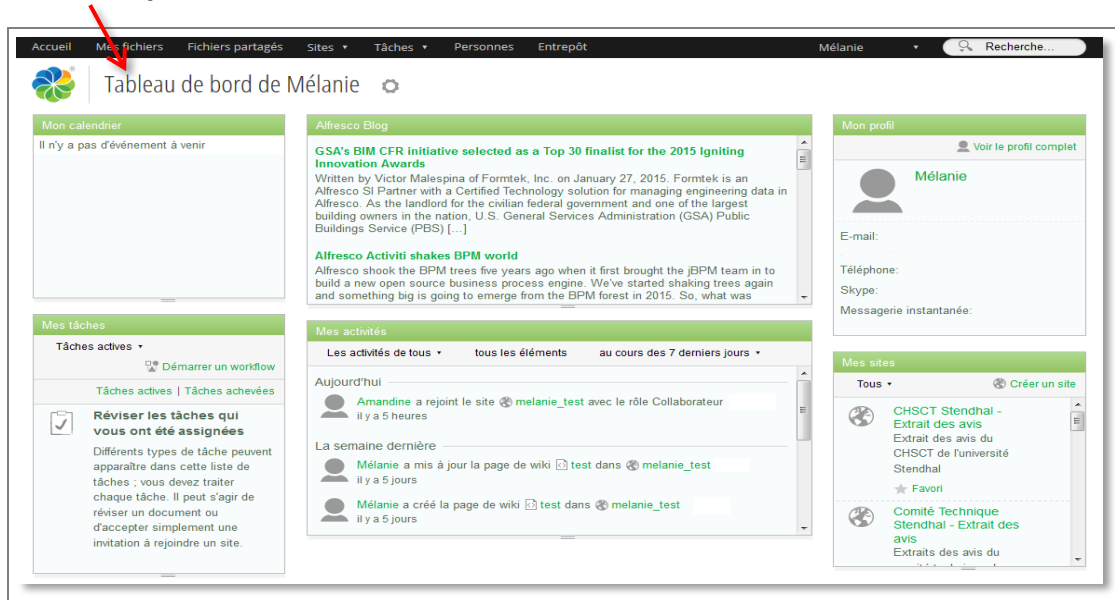 Accueil Mes fichiers Fichiers partagés Sites Tâches Personnes Entrepôt Mélanie Recherche...
Tableau de bord de Mélanie
Mon calendrier
Il n'y a pas d'événement à venir
Alfresco Blog
GSA's BIM CFR initiative selected as a Top 30 finalist for the 2015 Igniting
Innovation Awards
Written by Victor Malespina of Formtek, Inc. on January 27, 2015. Formtek is an
Alfresco SI Partner with a Certified Technology solution for managing engineering data in
Alfresco. As the landlord for the civilian federal government and one of the largest
building owners in the nation, U.S. General Services Administration (GSA) Public
Buildings Service (PBS) [...]
Alfresco Activiti shakes BPM world
Alfresco shook the BPM trees five years ago when it first brought the jBPM team in to
build a new open source business process engine. We've started shaking trees again
and something big is going to emerge from the BPM forest in 2015. So, what was
Mon profil
Voir le profil complet
Mélanie
E-mail:
Téléphone:
Skype:
Messagerie instantanée:
Mes tâches
Tâches actives
Démarrer un workflow
Tâches actives | Tâches achevées
Réviser les tâches qui
vous ont été assignées
Différents types de tâche peuvent
apparaître dans cette liste de
tâches ; vous devez traiter
chaque tâche. Il peut s'agir de
réviser un document ou
d'accepter simplement une
invitation à rejoindre un site.
Mes activités
Les activités de tous tous les éléments au cours des 7 derniers jours
Aujourd'hui
Amandine a rejoint le site melanie_test avec le rôle Collaborateur
il y a 5 heures
La semaine dernière
Mélanie a mis à jour la page de wiki test dans melanie_test
il y a 5 jours
Mélanie a créé la page de wiki test dans melanie_test
il y a 5 jours
Mes sites
Tous Créer un site
CHSCT Stendhal -
Extrait des avis
Extrait des avis du
CHSCT de l'université
Stendhal
Favori
Comité Technique
Stendhal - Extrait des
avis
Extraits des avis du